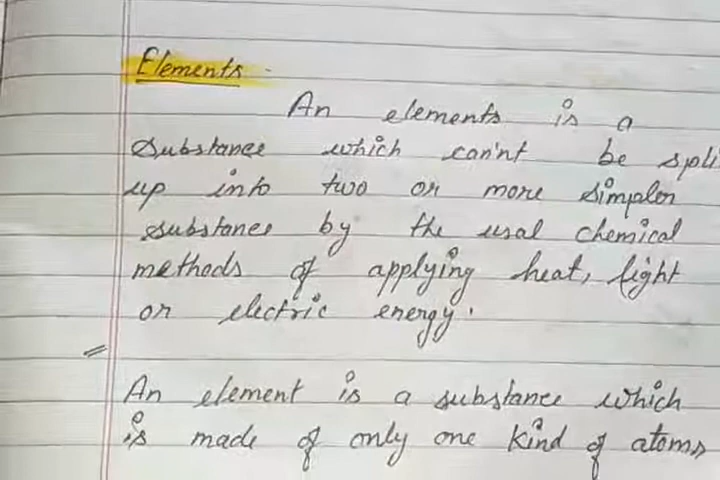 Elements -
An elements is a
substance which can'nt be spli
up into two or more simpler
substance by the usal chemical
methods of applying heat, light
or electric energy.
An element is a substance which
is made of only one kind of atoms